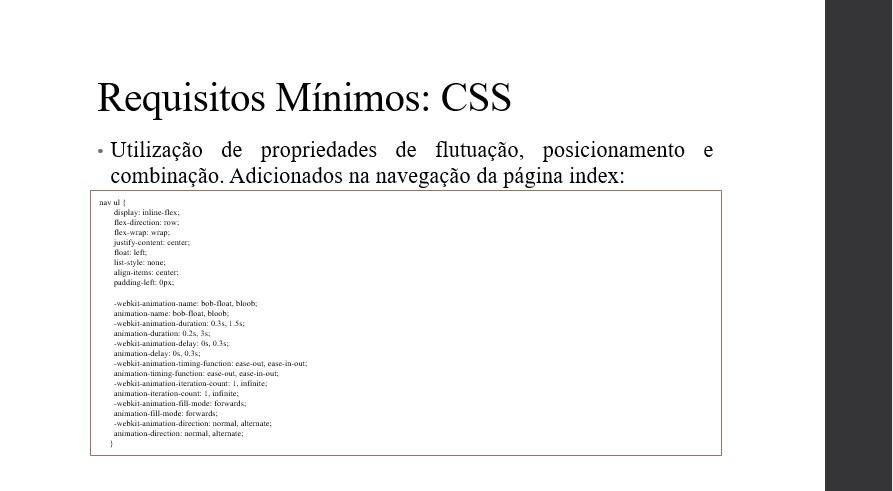 Requisitos Mínimos: CSS
• Utilização de propriedades de flutuação, posicionamento e
combinação. Adicionados na navegação da página index:
nav ul {
display: inline-flex;
flex-direction: row;
flex-wrap: wrap;
justify-content: center;
float: left;
list-style: none;
align-items: center;
padding-left: 0px;
-webkit-animation-name: bob-float, bloob;
animation-name: bob-float, bloob;
-webkit-animation-duration: 0.3s, 1.5s;
animation-duration: 0.2s, 3s;
-webkit-animation-delay: 0s, 0.3s;
animation-delay: 0s, 0.3s;
-webkit-animation-timing-function: ease-out, ease-in-out;
animation-timing-function: ease-out, ease-in-out;
-webkit-animation-iteration-count: 1, infinite;
animation-iteration-count: 1, infinite;
-webkit-animation-fill-mode: forwards;
animation-fill-mode: forwards;
-webkit-animation-direction: normal, alternate;
animation-direction: normal, alternate;
}